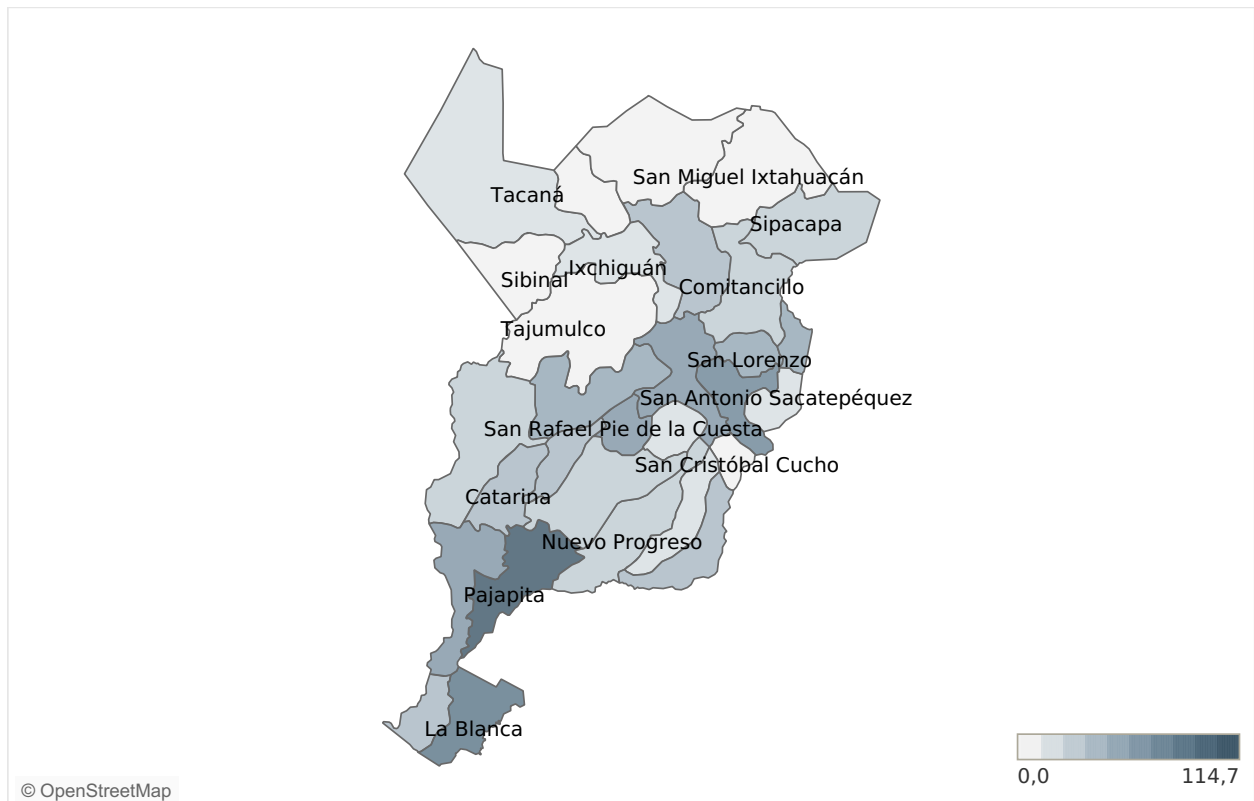 San Miguel Ixtahuacán
Tacaná
Sipacapa
Ixchiguán
Sibinal
Comitancillo
Tajumulco
San Lorenzo
San Antonio Sacatepéquez
San Rafael Pie de la Cuesta
San Cristóbal Cucho
Catarina
Nuevo Progreso
Pajapita
La Blanca
0,0 114,7
© OpenStreetMap